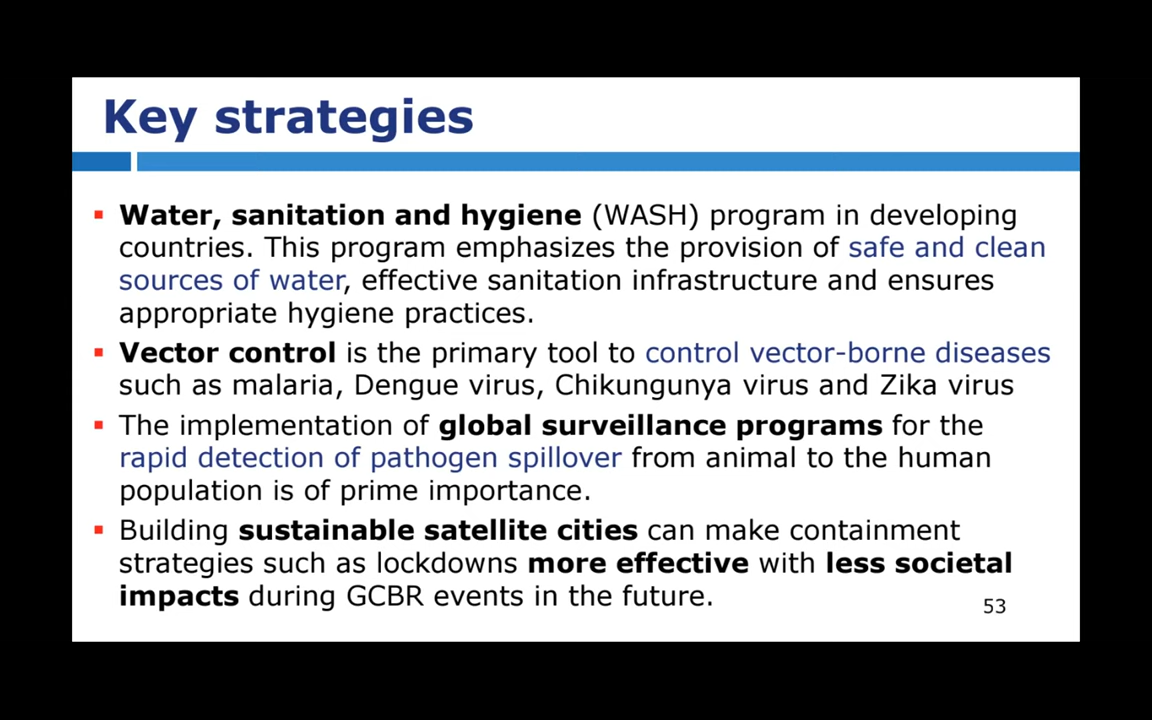 Key strategies
▪ Water, sanitation and hygiene (WASH) program in developing
countries. This program emphasizes the provision of safe and clean
sources of water, effective sanitation infrastructure and ensures
appropriate hygiene practices.
▪ Vector control is the primary tool to control vector-borne diseases
such as malaria, Dengue virus, Chikungunya virus and Zika virus
▪ The implementation of global surveillance programs for the
rapid detection of pathogen spillover from animal to the human
population is of prime importance.
▪ Building sustainable satellite cities can make containment
strategies such as lockdowns more effective with less societal
impacts during GCBR events in the future.
53